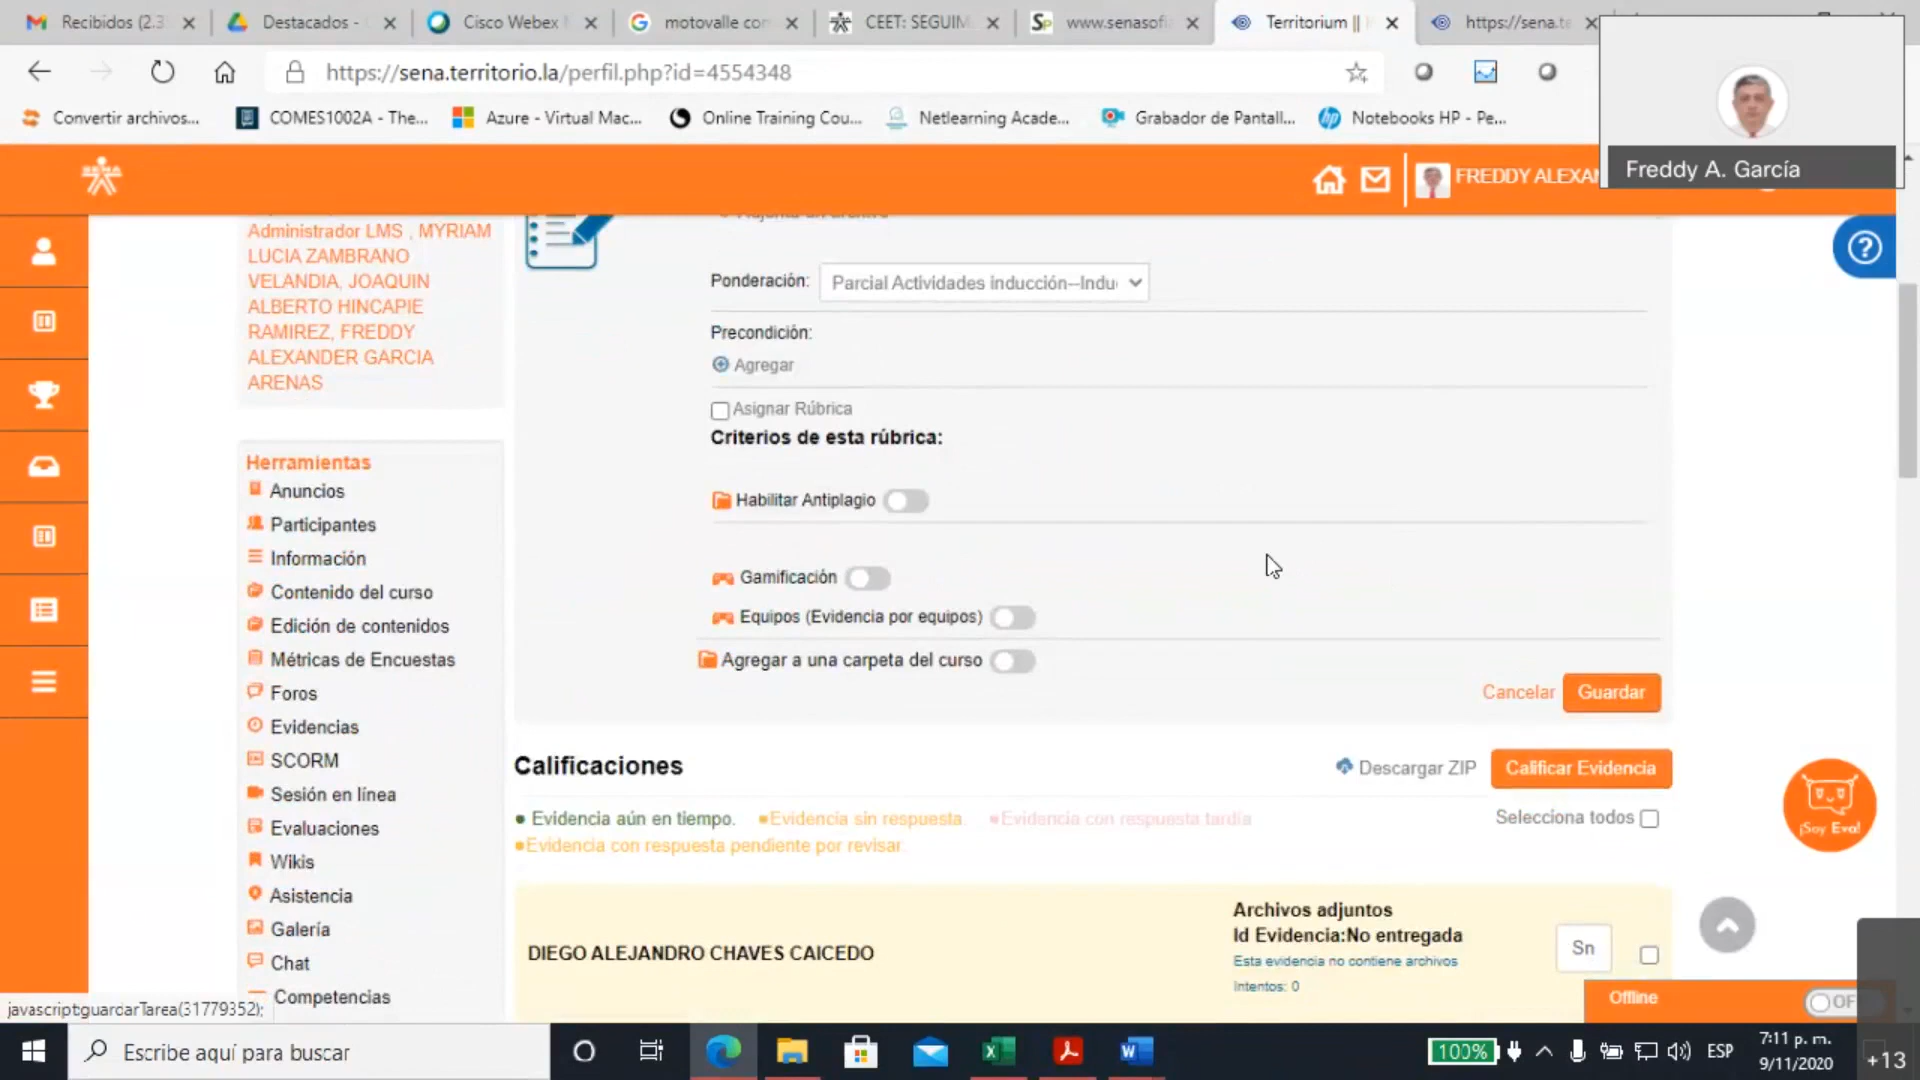 Recibidos (2.3
Destacados -
Cisco Webex
motovalle con
CEET: SEGUIM
www.senasofi
Territorium ||
https://sena.te
https://sena.territorio.la/perfil.php?id=4554348
Convertir archivos...
COMES1002A - The...
Azure - Virtual Mac...
Online Training Cou...
Netlearning Acade...
Grabador de Pantall...
Notebooks HP - Pe...
Freddy A. García
FREDDY ALEXAN
Administrador LMS , MYRIAM
LUCIA ZAMBRANO
VELANDIA, JOAQUIN
ALBERTO HINCAPIE
RAMIREZ, FREDDY
ALEXANDER GARCIA
ARENAS
Herramientas
Anuncios
Participantes
Información
Contenido del curso
Edición de contenidos
Métricas de Encuestas
Foros
Evidencias
SCORM
Sesión en línea
Evaluaciones
Wikis
Asistencia
Galería
Chat
Competencias
Ponderación: Parcial Actividades inducción--Indu
Precondición:
Agregar
Asignar Rúbrica
Criterios de esta rúbrica:
Habilitar Antiplagio
Gamificación
Equipos (Evidencia por equipos)
Agregar a una carpeta del curso
Cancelar Guardar
Calificaciones
Descargar ZIP Calificar Evidencia
Evidencia aún en tiempo. Evidencia sin respuesta. Evidencia con respuesta tardía
Selecciona todos
Evidencia con respuesta pendiente por revisar.
¡Soy Eva!
DIEGO ALEJANDRO CHAVES CAICEDO
Archivos adjuntos
Id Evidencia:No entregada
Esta evidencia no contiene archivos
Intentos: 0
Sn
Offline
OF
javascript:guardarTarea(31779352);
Escribe aquí para buscar
100%
ESP
7:11 p. m.
9/11/2020
+13